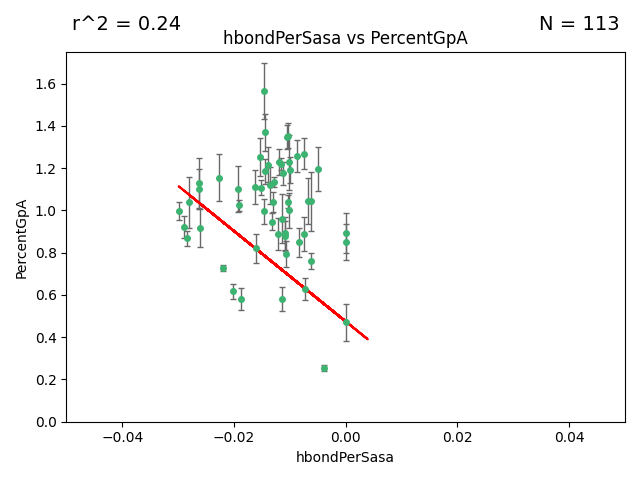 r^2 = 0.24
N = 113
hbondPerSasa vs PercentGpA
1.6
1.4
1.2
1.0
0.8
0.6
0.4
0.2
0.0
PercentGpA
−0.04
−0.02
0.00
0.02
0.04
hbondPerSasa